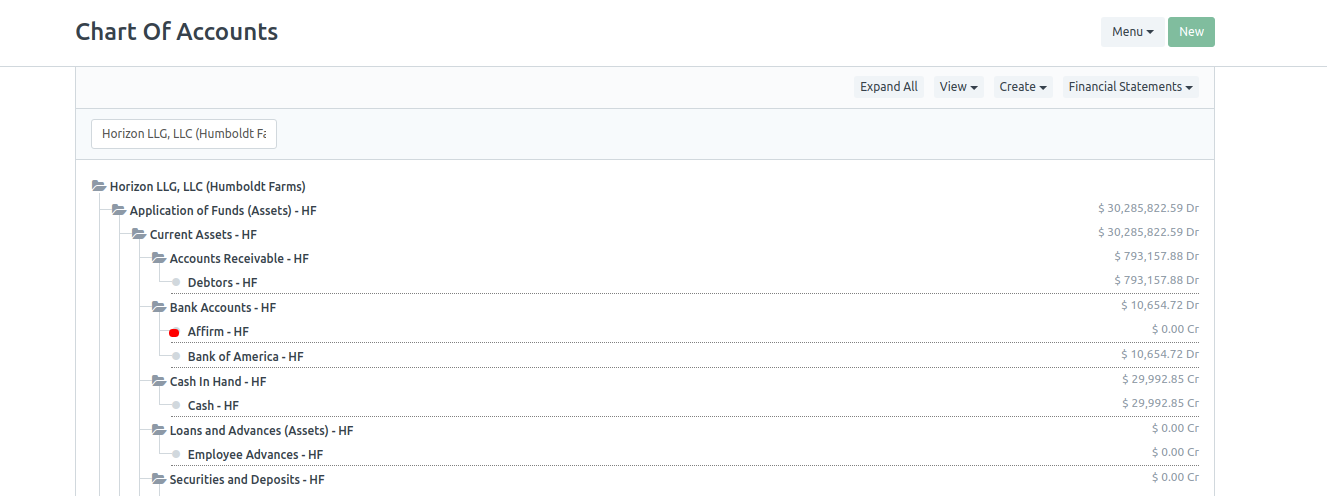 Chart Of Accounts
Menu
New
Expand All
View
Create
Financial Statements
Horizon LLG, LLC (Humboldt Fa
Horizon LLG, LLC (Humboldt Farms)
Application of Funds (Assets) - HF $ 30,285,822.59 Dr
Current Assets - HF $ 30,285,822.59 Dr
Accounts Receivable - HF $ 793,157.88 Dr
Debtors - HF $ 793,157.88 Dr
Bank Accounts - HF $ 10,654.72 Dr
Affirm - HF $ 0.00 Cr
Bank of America - HF $ 10,654.72 Dr
Cash In Hand - HF $ 29,992.85 Cr
Cash - HF $ 29,992.85 Cr
Loans and Advances (Assets) - HF $ 0.00 Cr
Employee Advances - HF $ 0.00 Cr
Securities and Deposits - HF $ 0.00 Cr